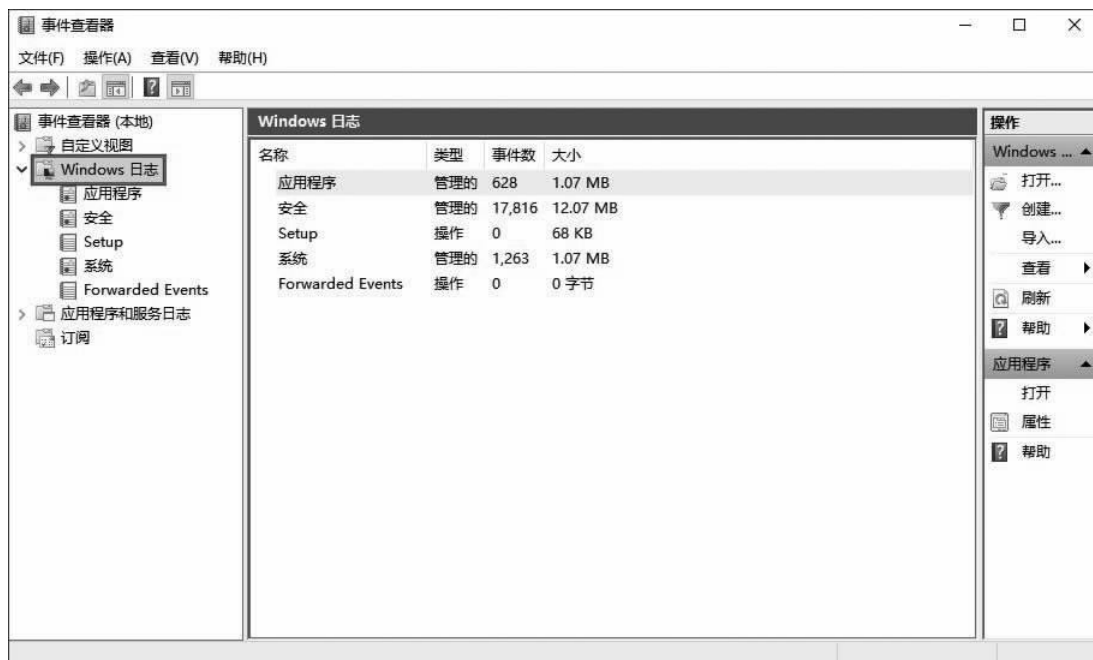 事件查看器
文件(F) 操作(A) 查看(V) 帮助(H)
事件查看器 (本地)
自定义视图
Windows 日志
应用程序
安全
Setup
系统
Forwarded Events
应用程序和服务日志
订阅
Windows 日志
名称 类型 事件数 大小
应用程序 管理的 628 1.07 MB
安全 管理的 17,816 12.07 MB
Setup 操作 0 68 KB
系统 管理的 1,263 1.07 MB
Forwarded Events 操作 0 0 字节
操作
Windows ...
打开...
创建...
导入...
查看
刷新
帮助
应用程序
打开
属性
帮助